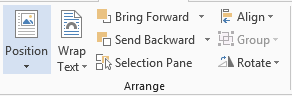 Position
Wrap
Text
Bring Forward
Send Backward
Selection Pane
Align
Group
Rotate
Arrange